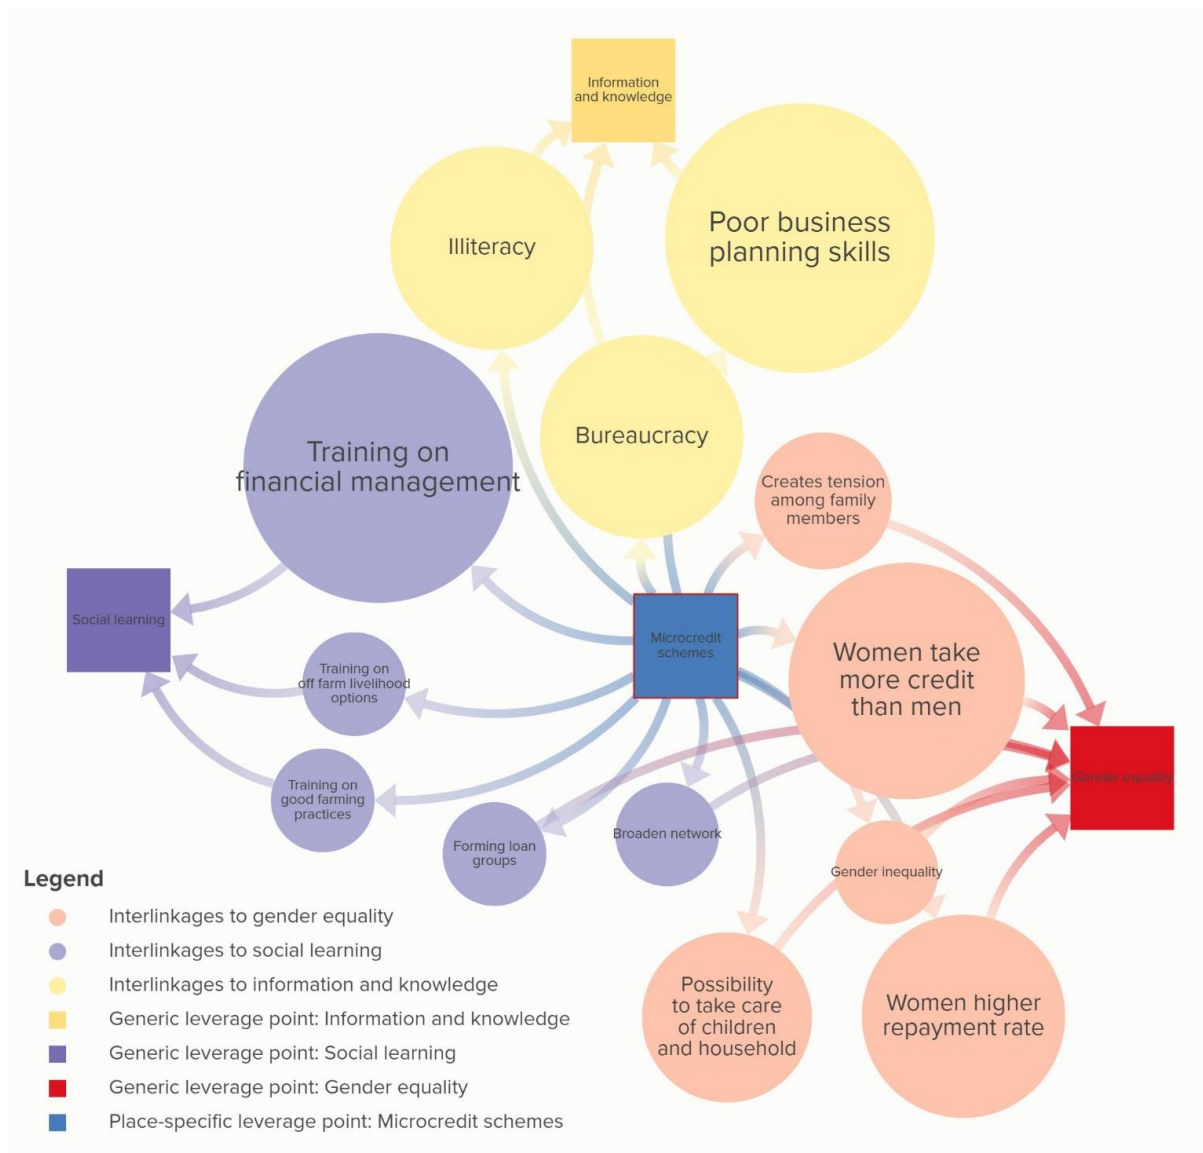 Information
and knowledge
Poor business
planning skills
Illiteracy
Bureaucracy
Training on
financial management
Creates tension
among family
members
Social learning
Microcredit
schemes
Women take
more credit
than men
Training on
off farm livelihood
options
Gender equality
Training on
good farming
practices
Forming loan
groups
Broaden network
Gender inequality
Possibility
to take care
of children
and household
Women higher
repayment rate
Legend
Interlinkages to gender equality
Interlinkages to social learning
Interlinkages to information and knowledge
Generic leverage point: Information and knowledge
Generic leverage point: Social learning
Generic leverage point: Gender equality
Place-specific leverage point: Microcredit schemes